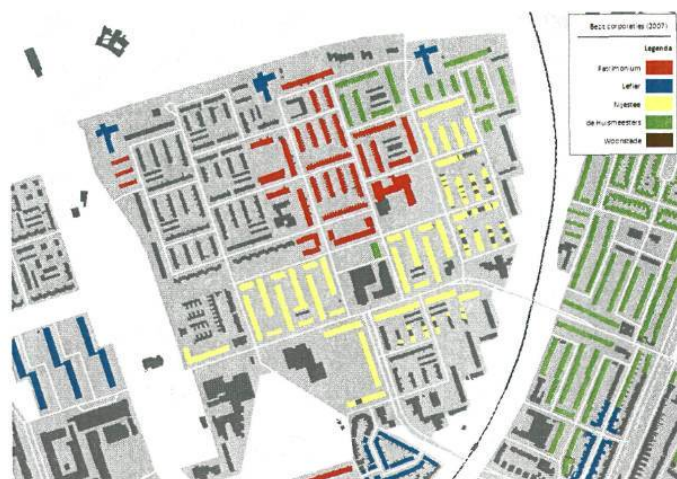 Bezit corporaties (2007)
Legenda
Patrimonium
Lefier
Nijestee
de Huismeesters
Woonstade